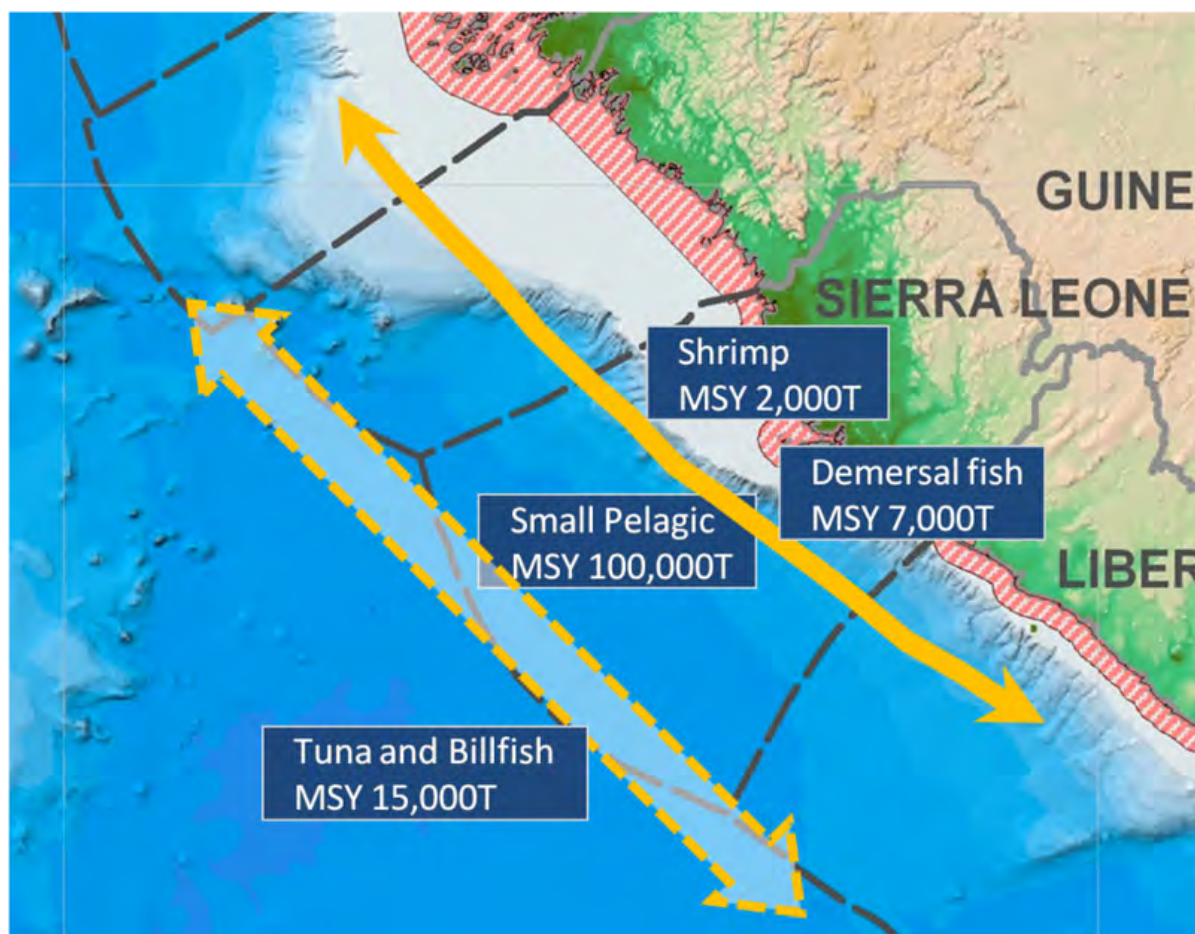 GUINE
SIERRA LEONE
Shrimp
MSY 2,000T
Demersal fish
MSY 7,000T
Small Pelagic
MSY 100,000T
LIBER
Tuna and Billfish
MSY 15,000T